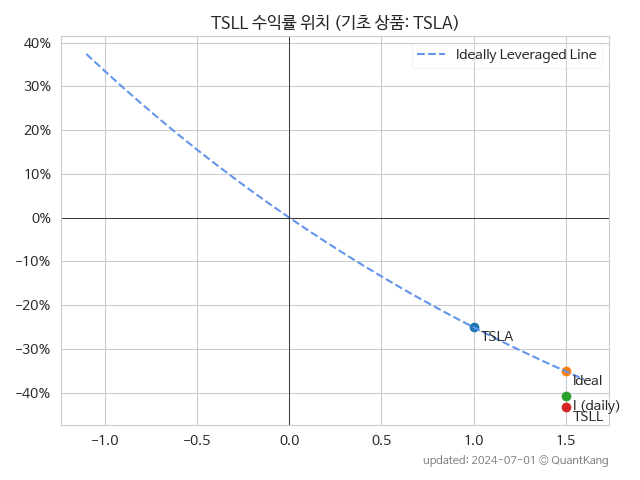 TSLL 수익률 위치 (기초 상품: TSLA)
Ideally Leveraged Line
40%
30%
20%
10%
0%
−10%
−20%
−30%
−40%
TSLA
Ideal
I (daily)
TSLL
−1.0
−0.5
0.0
0.5
1.0
1.5
updated: 2024-07-01 © QuantKang